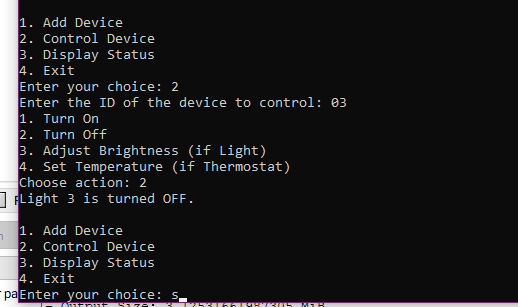 1. Add Device
2. Control Device
3. Display Status
4. Exit
Enter your choice: 2
Enter the ID of the device to control: 03
1. Turn On
2. Turn Off
3. Adjust Brightness (if Light)
4. Set Temperature (if Thermostat)
Choose action: 2
Light 3 is turned OFF.
1. Add Device
2. Control Device
3. Display Status
4. Exit
Enter your choice: s